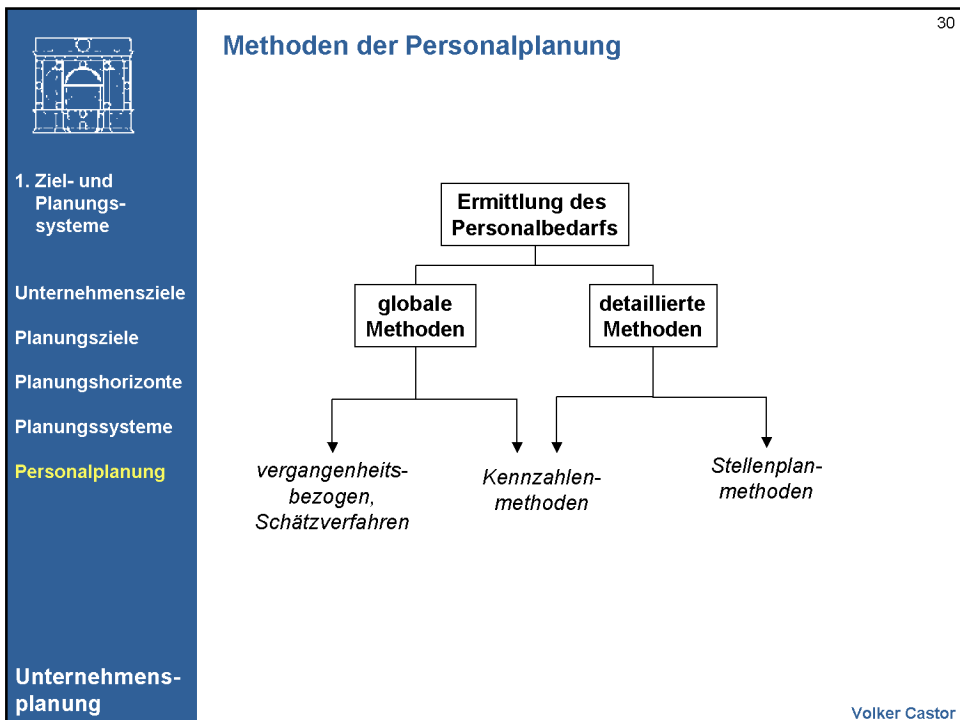 30
Methoden der Personalplanung
1. Ziel- und
Planungs-
systeme
Unternehmensziele
Planungsziele
Planungshorizonte
Planungssysteme
Personalplanung
Unternehmens-
planung
Ermittlung des
Personalbedarfs
globale
Methoden
detaillierte
Methoden
vergangenheits-
bezogen,
Schätzverfahren
Kennzahlen-
methoden
Stellenplan-
methoden
Volker Castor